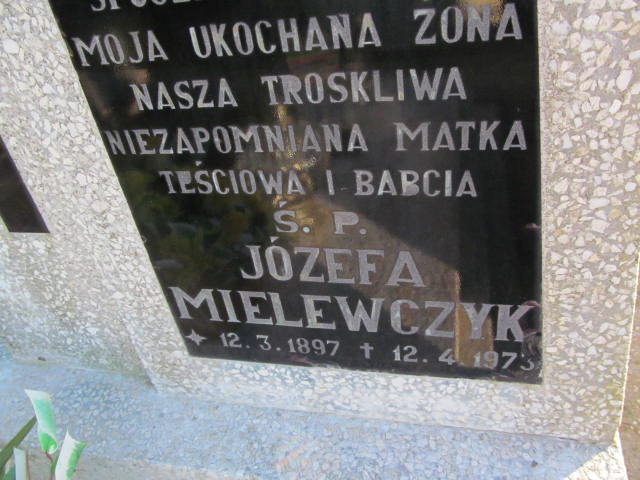 MOJA UKOCHANA ŻONA
NASZA TROSKLIWA
NIEZAPOMNIANA MATKA
TEŚCIOWA I BABCIA
Ś. P.
JÓZEFA
MIELEWCZYK
* 12. 3. 1897 + 12. 4. 1973